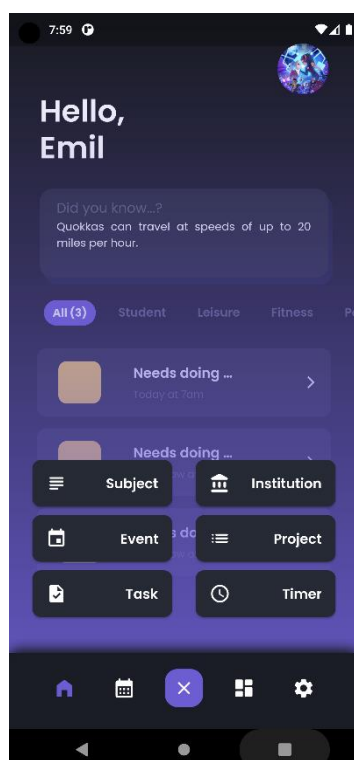 7:59
Hello,
Emil
Did you know...?
Quokkas can travel at speeds of up to 20
miles per hour.
All (3) Student Leisure Fitness
Needs doing ...
Today at 7am
Needs doing ...
Subject Institution
Event Project
Task Timer